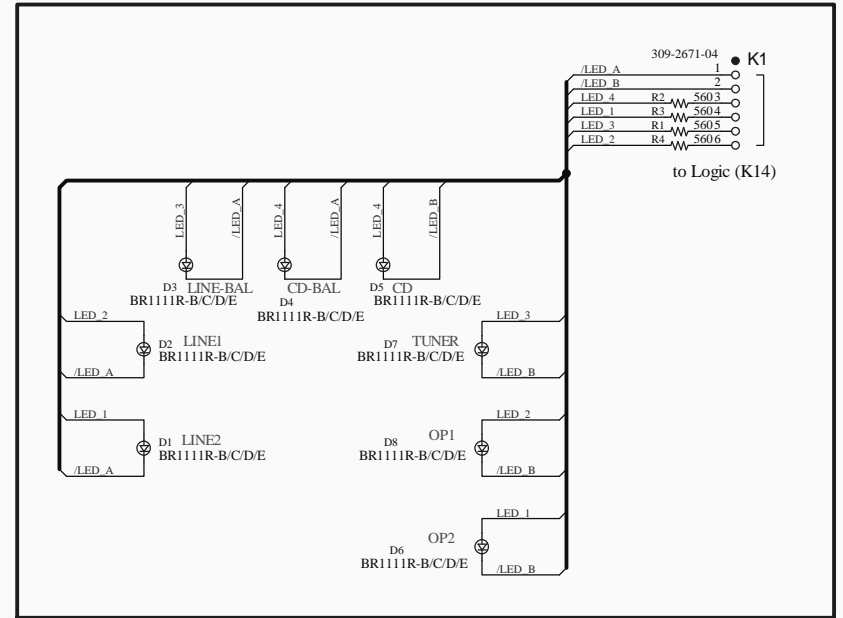 309-2671-04 K1
/LED_A 1
/LED_B 2
LED_4 R2 560 3
LED_1 R3 560 4
LED_3 R1 560 5
LED_2 R4 560 6
to Logic (K14)
LED_3 /LED_A LED_4 /LED_A LED_4 /LED_B
D3 LINE-BAL
BR1111R-B/C/D/E
CD-BAL
D4
BR1111R-B/C/D/E
D5 CD
BR1111R-B/C/D/E
LED_2
D2 LINE1
BR1111R-B/C/D/E
/LED_A
LED_3
D7 TUNER
BR1111R-B/C/D/E
/LED_B
LED_1
D1 LINE2
BR1111R-B/C/D/E
/LED_A
LED_2
D8 OP1
BR1111R-B/C/D/E
/LED_B
LED_1
OP2
D6
BR1111R-B/C/D/E
/LED_B